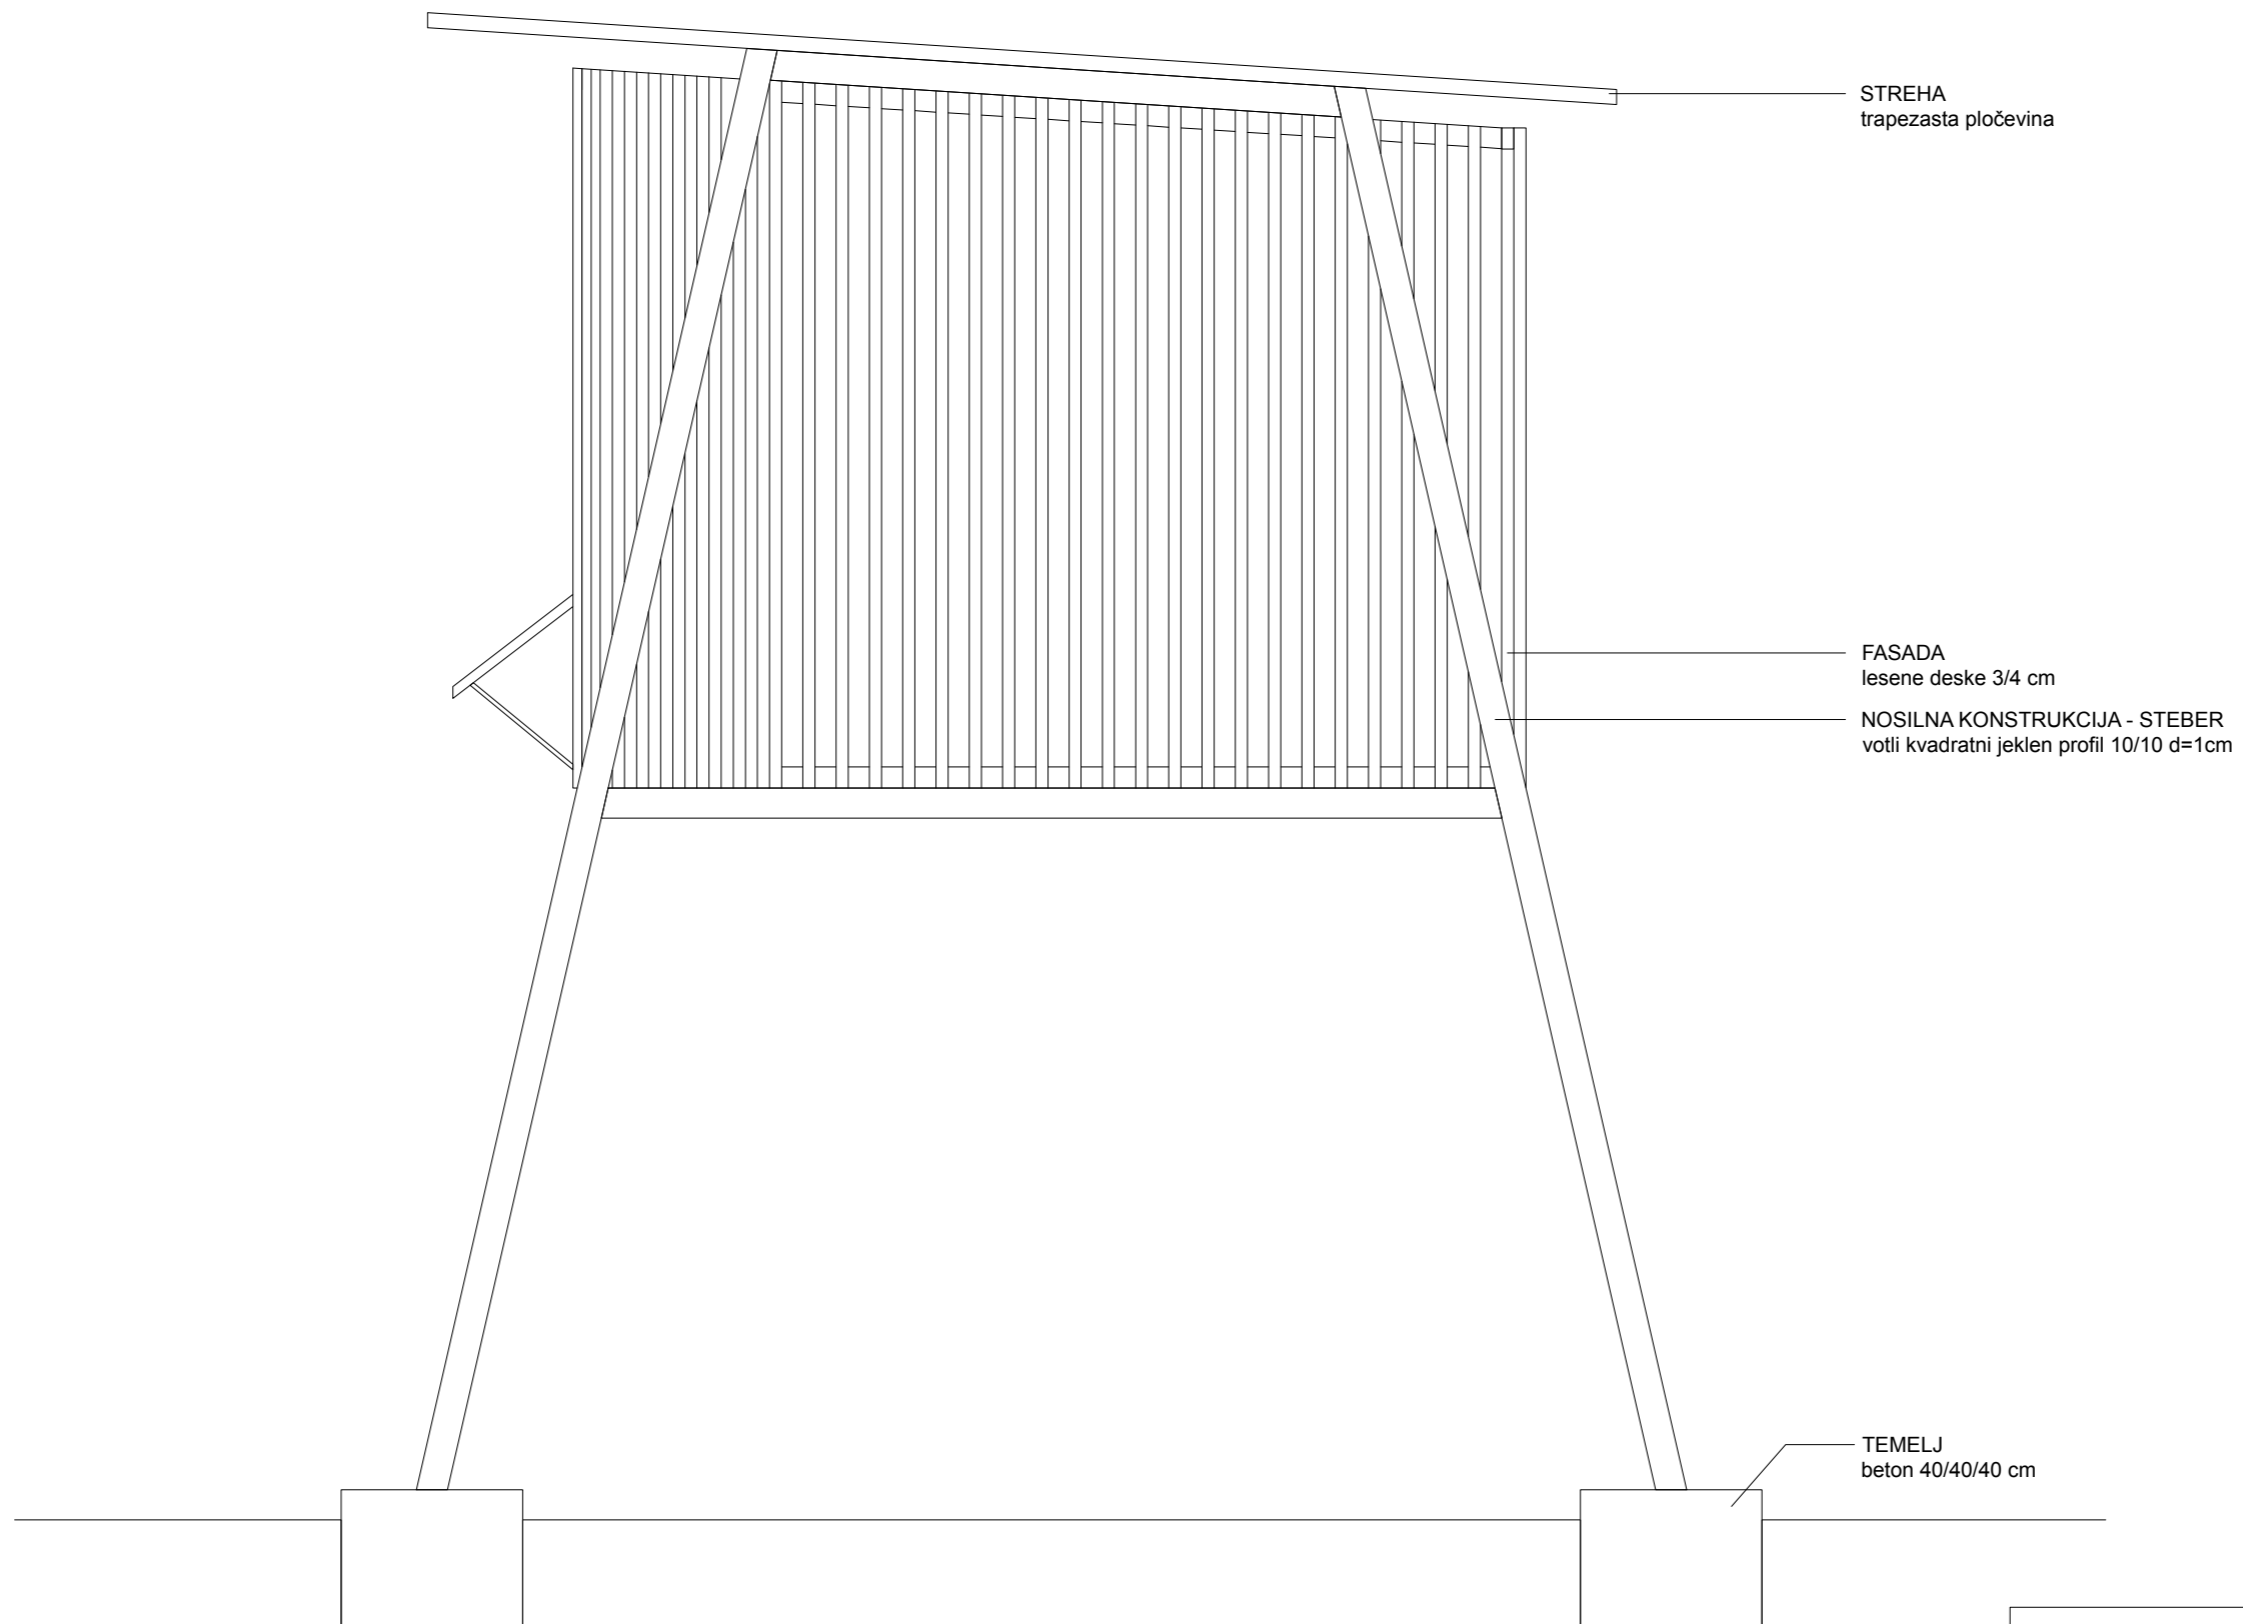 STREHA
trapezasta pločevina
FASADA
lesene deske 3/4 cm
NOSILNA KONSTRUKCIJA - STEBER
votli kvadratni jeklen profil 10/10 d=1cm
TEMELJ
beton 40/40/40 cm